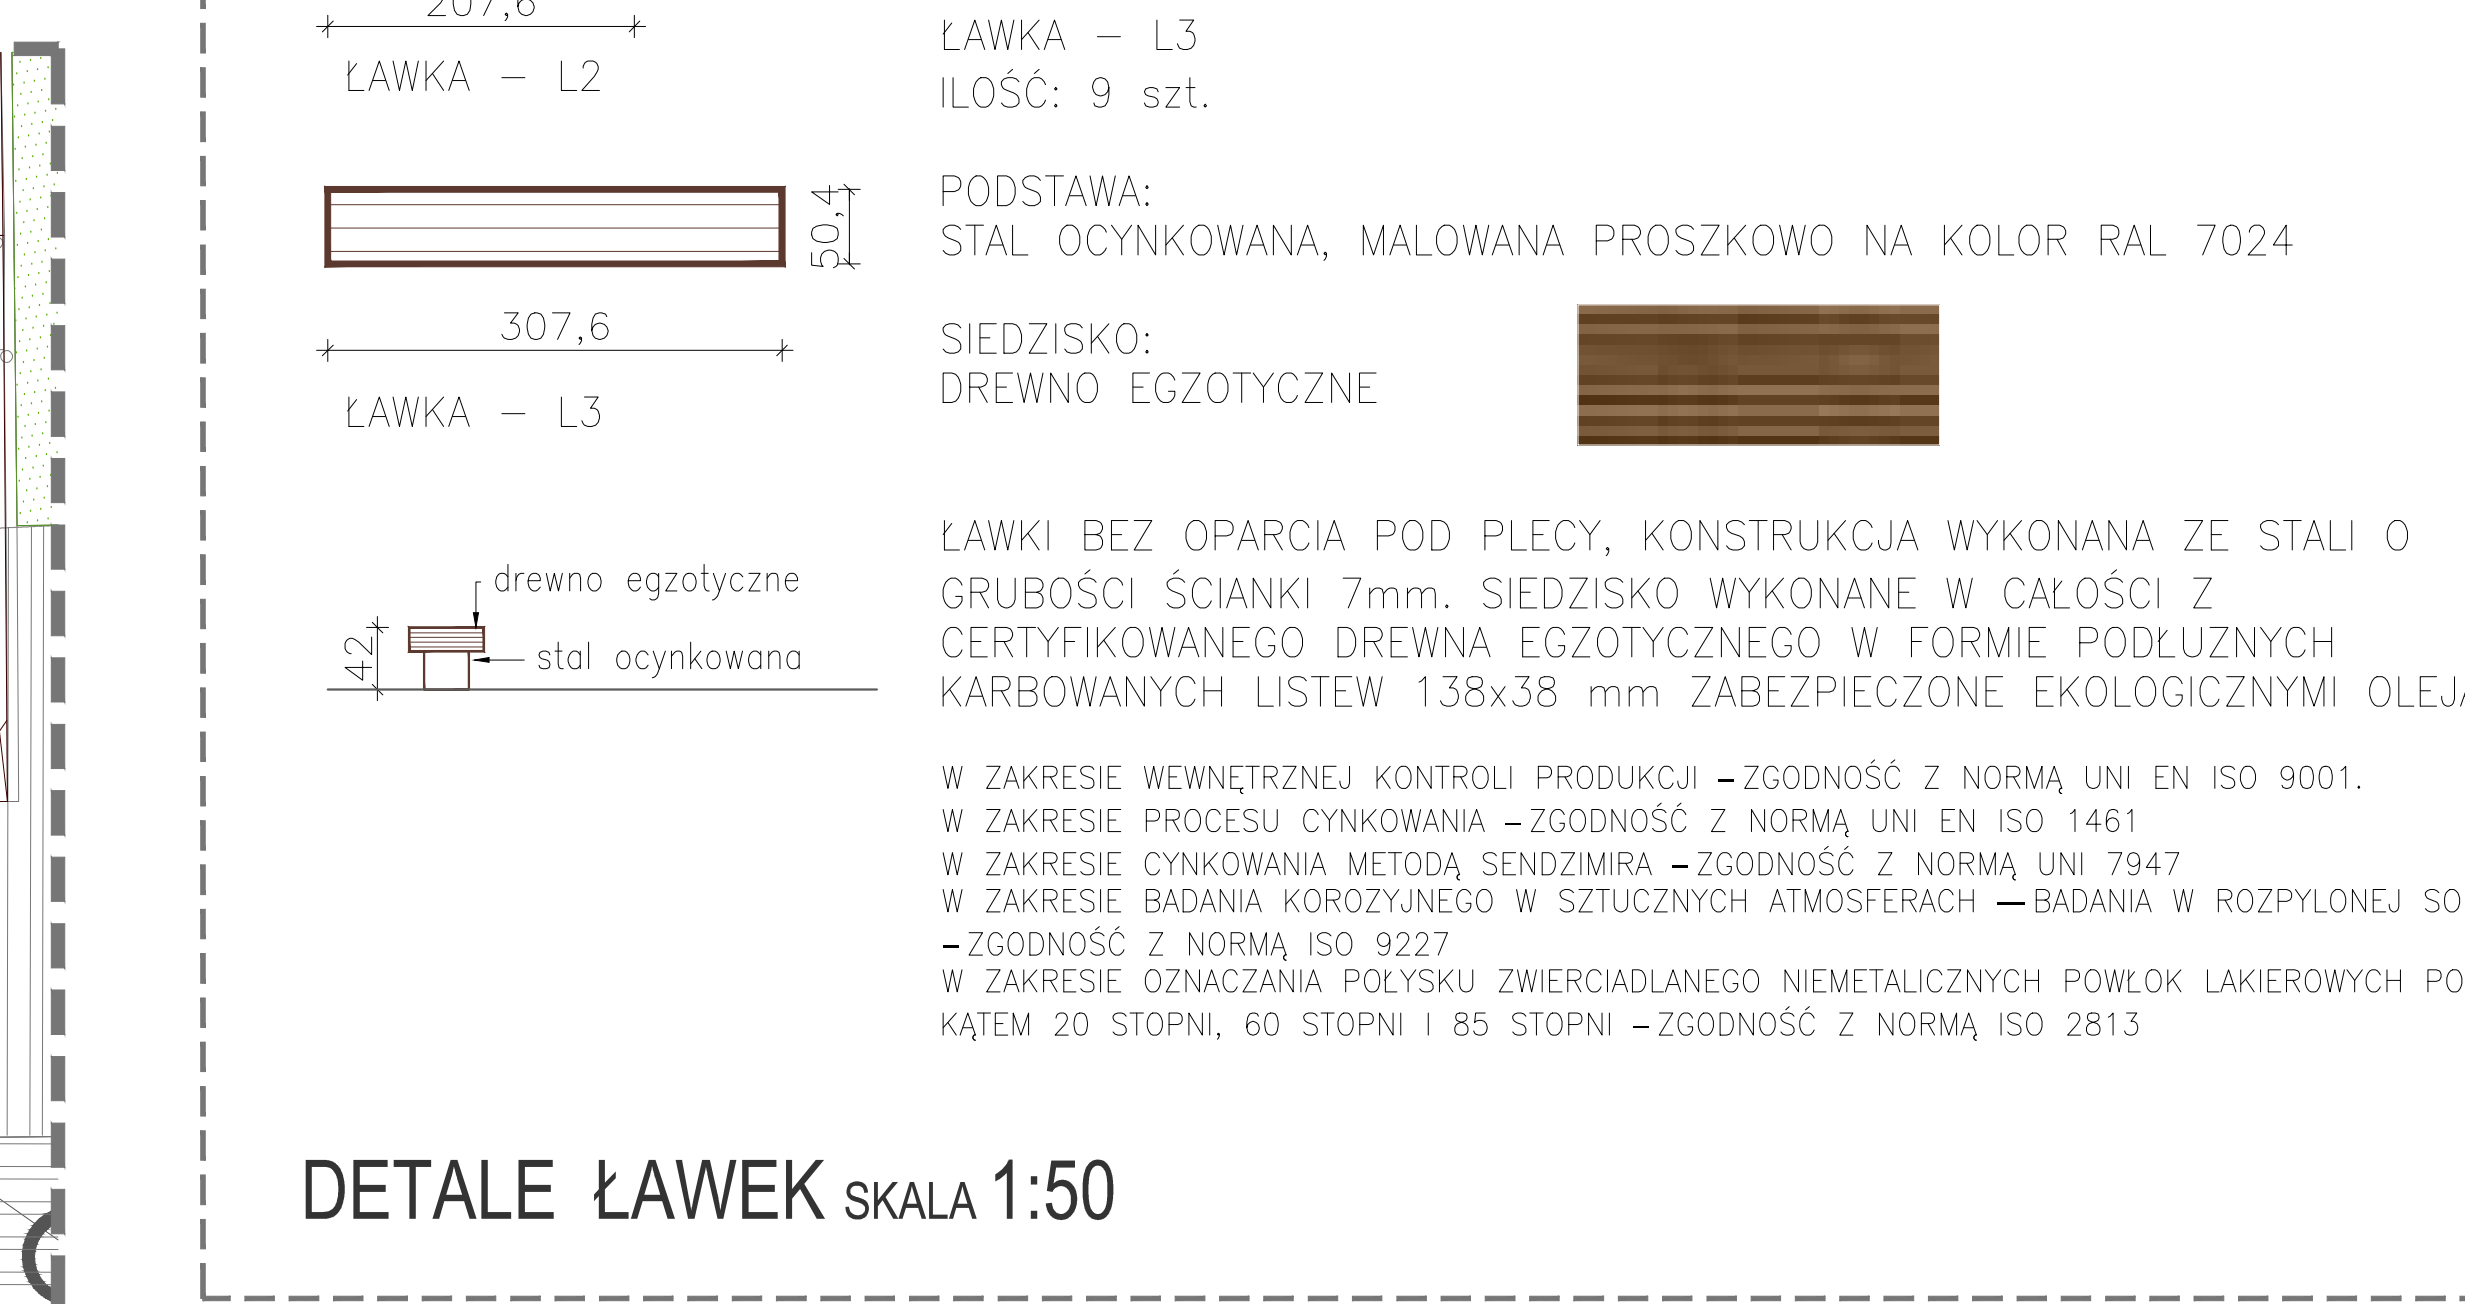 207,6
ŁAWKA – L2
50,4
307,6
ŁAWKA – L3
drewno egzotyczne
stal ocynkowana
42
ŁAWKA – L3
ILOŚĆ: 9 szt.
PODSTAWA:
STAL OCYNKOWANA, MALOWANA PROSZKOWO NA KOLOR RAL 7024
SIEDZISKO:
DREWNO EGZOTYCZNE
ŁAWKI BEZ OPARCIA POD PLECY, KONSTRUKCJA WYKONANA ZE STALI O
GRUBOŚCI ŚCIANKI 7mm. SIEDZISKO WYKONANE W CAŁOŚCI Z
CERTYFIKOWANEGO DREWNA EGZOTYCZNEGO W FORMIE PODŁUZNYCH
KARBOWANYCH LISTEW 138x38 mm ZABEZPIECZONE EKOLOGICZNYMI
W ZAKRESIE WEWNĘTRZNEJ KONTROLI PRODUKCJI – ZGODNOŚĆ Z NORMĄ UNI EN ISO 9001.
W ZAKRESIE PROCESU CYNKOWANIA – ZGODNOŚĆ Z NORMĄ UNI EN ISO 1461
W ZAKRESIE CYNKOWANIA METODĄ SENDZIMIRA – ZGODNOŚĆ Z NORMĄ UNI 7947
W ZAKRESIE BADANIA KOROZYJNEGO W SZTUCZNYCH ATMOSFERACH — BADANIA W ROZPYLONEJ SO
– ZGODNOŚĆ Z NORMĄ ISO 9227
W ZAKRESIE OZNACZANIA POŁYSKU ZWIERCIADLANEGO NIEMETALICZNYCH POWŁOK LAKIEROWYCH PO
KĄTEM 20 STOPNI, 60 STOPNI I 85 STOPNI – ZGODNOŚĆ Z NORMĄ ISO 2813
DETALE ŁAWEK SKALA 1:50